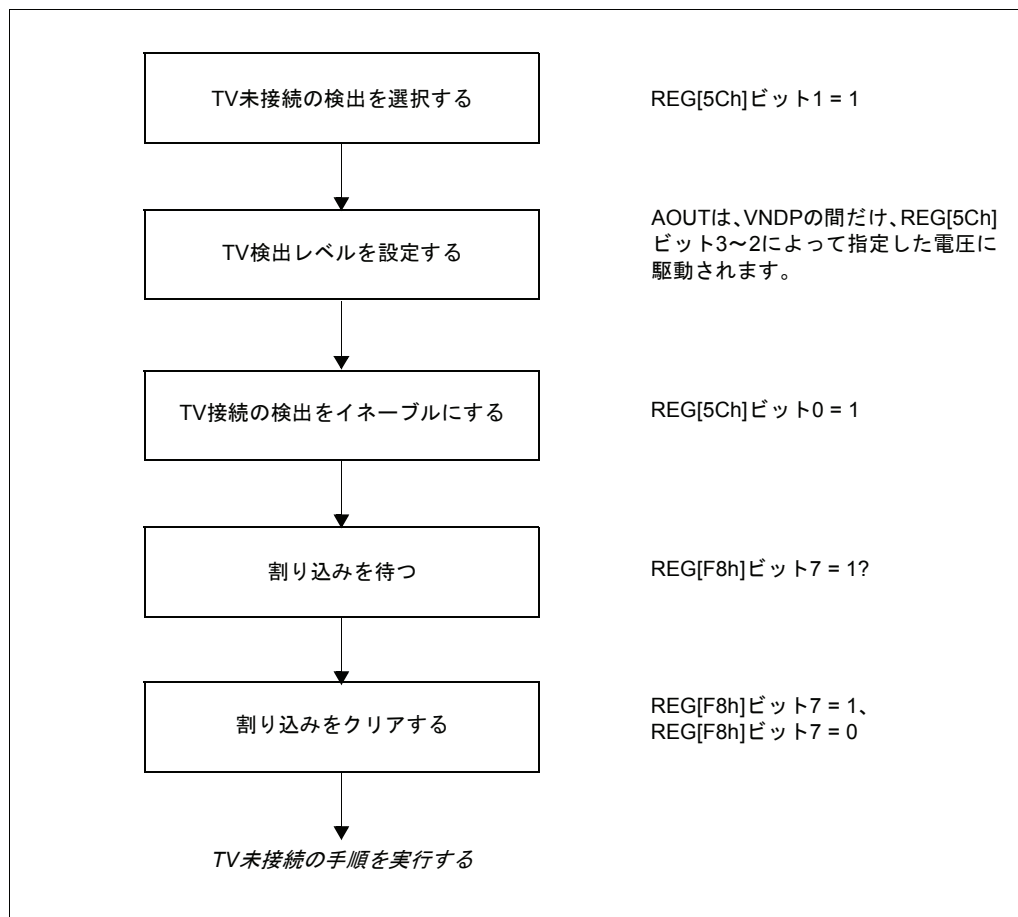 TV未接続の検出を選択する
REG[5Ch]ビット1 = 1
TV検出レベルを設定する
AOUTは、VNDPの間だけ、REG[5Ch]
ビット3～2によって指定した電圧に
駆動されます。
TV接続の検出をイネーブルにする
REG[5Ch]ビット0 = 1
割り込みを待つ
REG[F8h]ビット7 = 1?
割り込みをクリアする
REG[F8h]ビット7 = 1、
REG[F8h]ビット7 = 0
TV未接続の手順を実行する